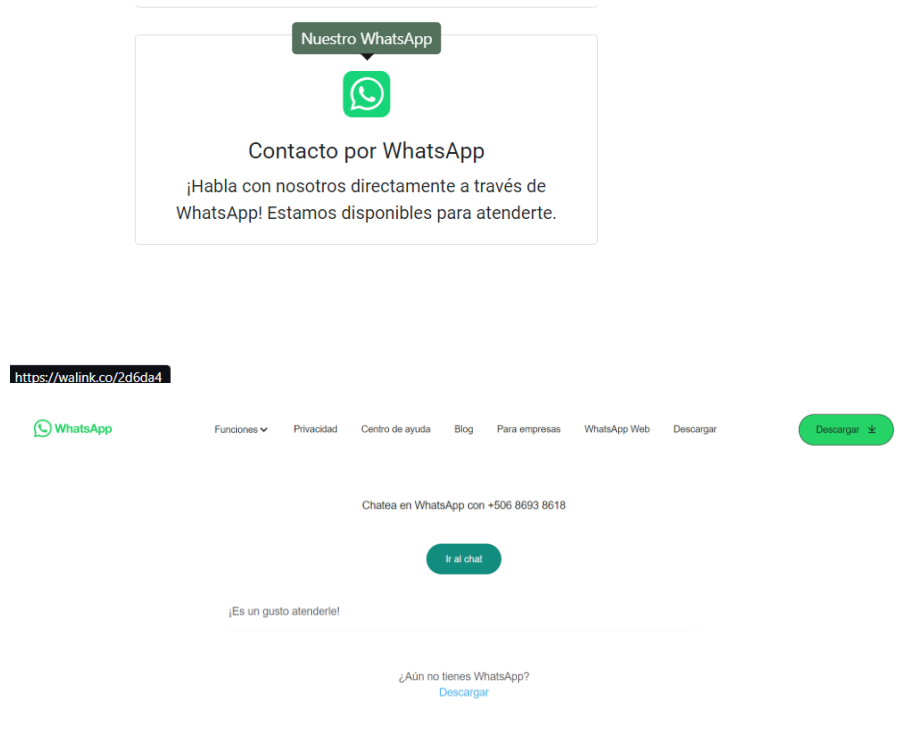 Nuestro WhatsApp
Contacto por WhatsApp
¡Habla con nosotros directamente a través de
WhatsApp! Estamos disponibles para atenderte.
https://walink.co/2d6da4
WhatsApp Funciones Privacidad Centro de ayuda Blog Para empresas WhatsApp Web Descargar Descargar
Chatea en WhatsApp con +506 8693 8618
Ir al chat
¡Es un gusto atenderle!
¿Aún no tienes WhatsApp?
Descargar